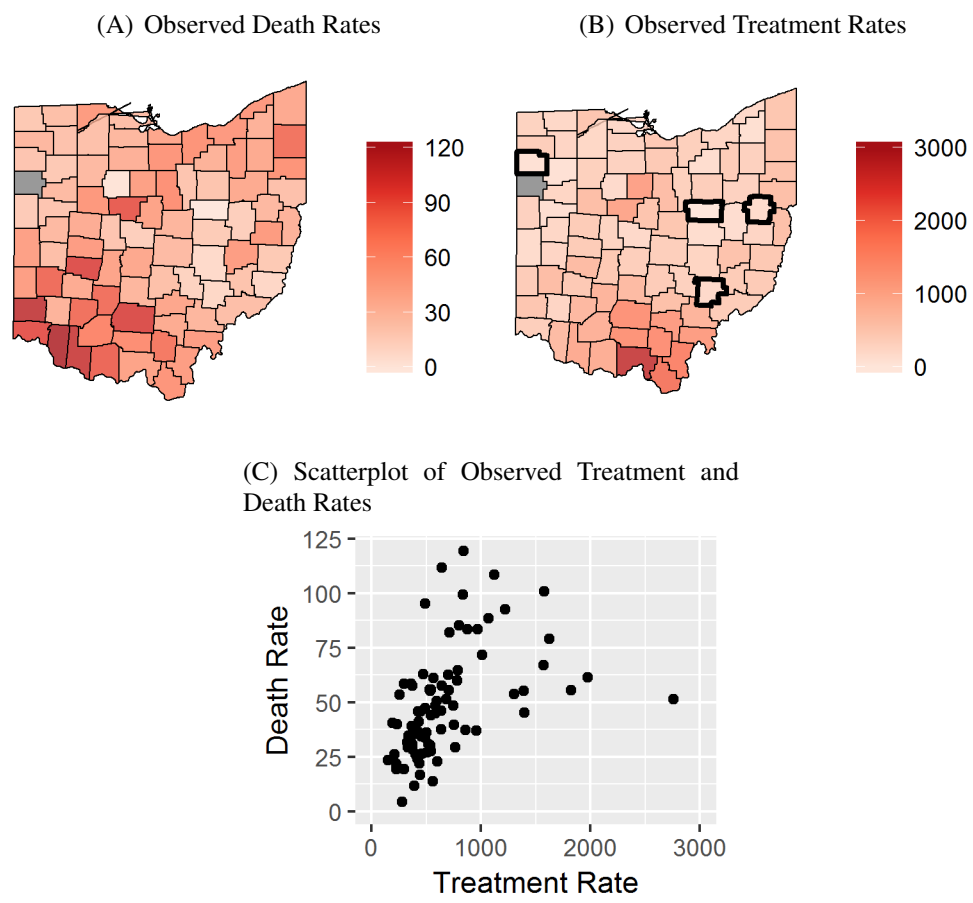 (A) Observed Death Rates
(B) Observed Treatment Rates
120
90
60
30
0
3000
2000
1000
0
(C) Scatterplot of Observed Treatment and
Death Rates
125
100
75
50
25
0
Death Rate
0 1000 2000 3000
Treatment Rate